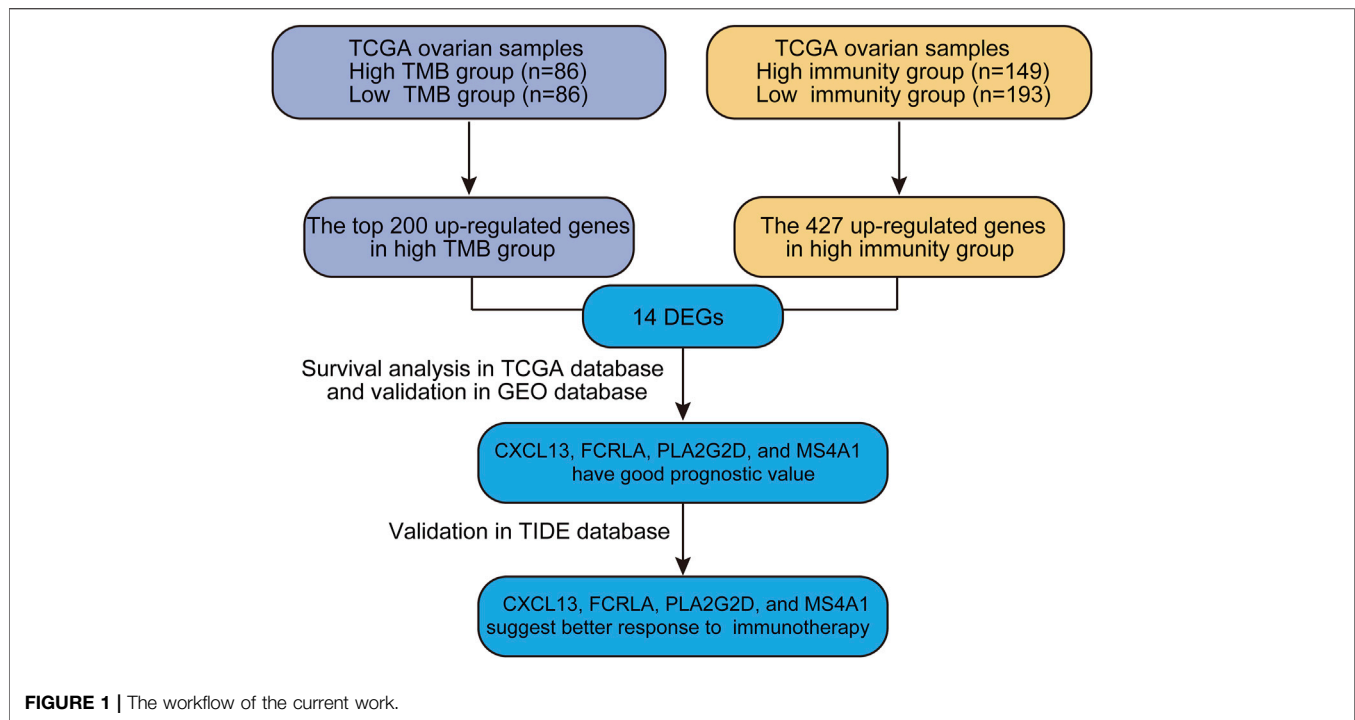 TCGA ovarian samples
High TMB group (n=86)
Low TMB group (n=86)
TCGA ovarian samples
High immunity group (n=149)
Low immunity group (n=193)
The top 200 up-regulated genes
in high TMB group
The 427 up-regulated genes
in high immunity group
14 DEGs
Survival analysis in TCGA database
and validation in GEO database
CXCL13, FCRLA, PLA2G2D, and MS4A1
have good prognostic value
Validation in TIDE database
CXCL13, FCRLA, PLA2G2D, and MS4A1
suggest better response to immunotherapy
FIGURE 1 | The workflow of the current work.